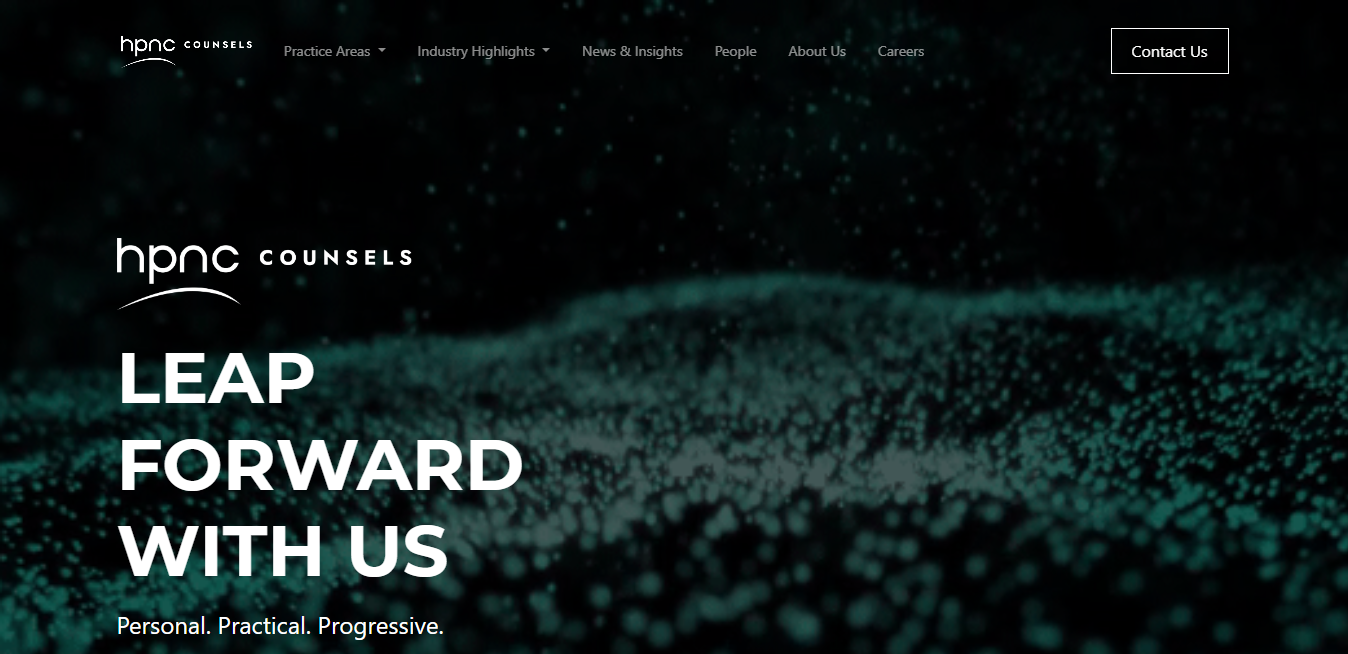 hpnc COUNSELS
Practice Areas
Industry Highlights
News & Insights
People
About Us
Careers
Contact Us
hpnc COUNSELS
LEAP
FORWARD
WITH US
Personal. Practical. Progressive.